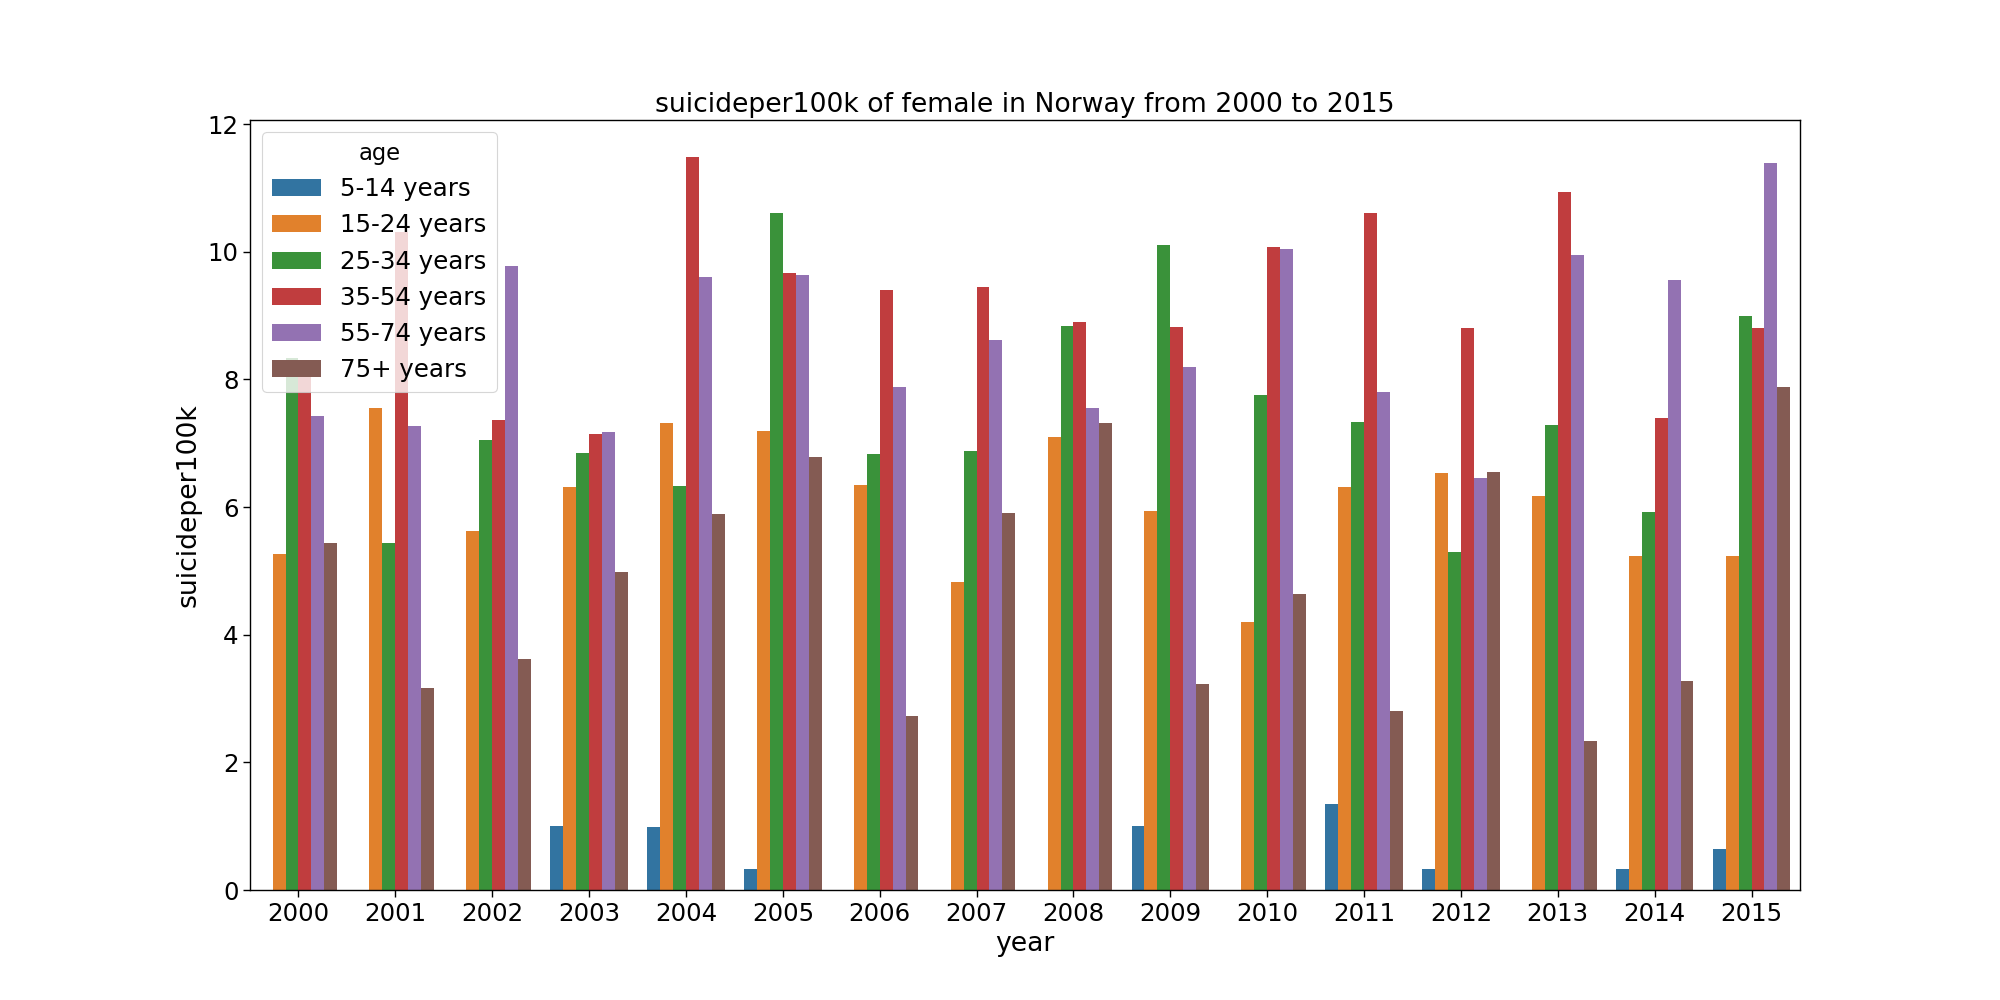 suicideper100k of female in Norway from 2000 to 2015
12
10
8
6
4
2
0
suicideper100k
age
5-14 years
15-24 years
25-34 years
35-54 years
55-74 years
75+ years
2000 2001 2002 2003 2004 2005 2006 2007 2008 2009 2010 2011 2012 2013 2014 2015
year